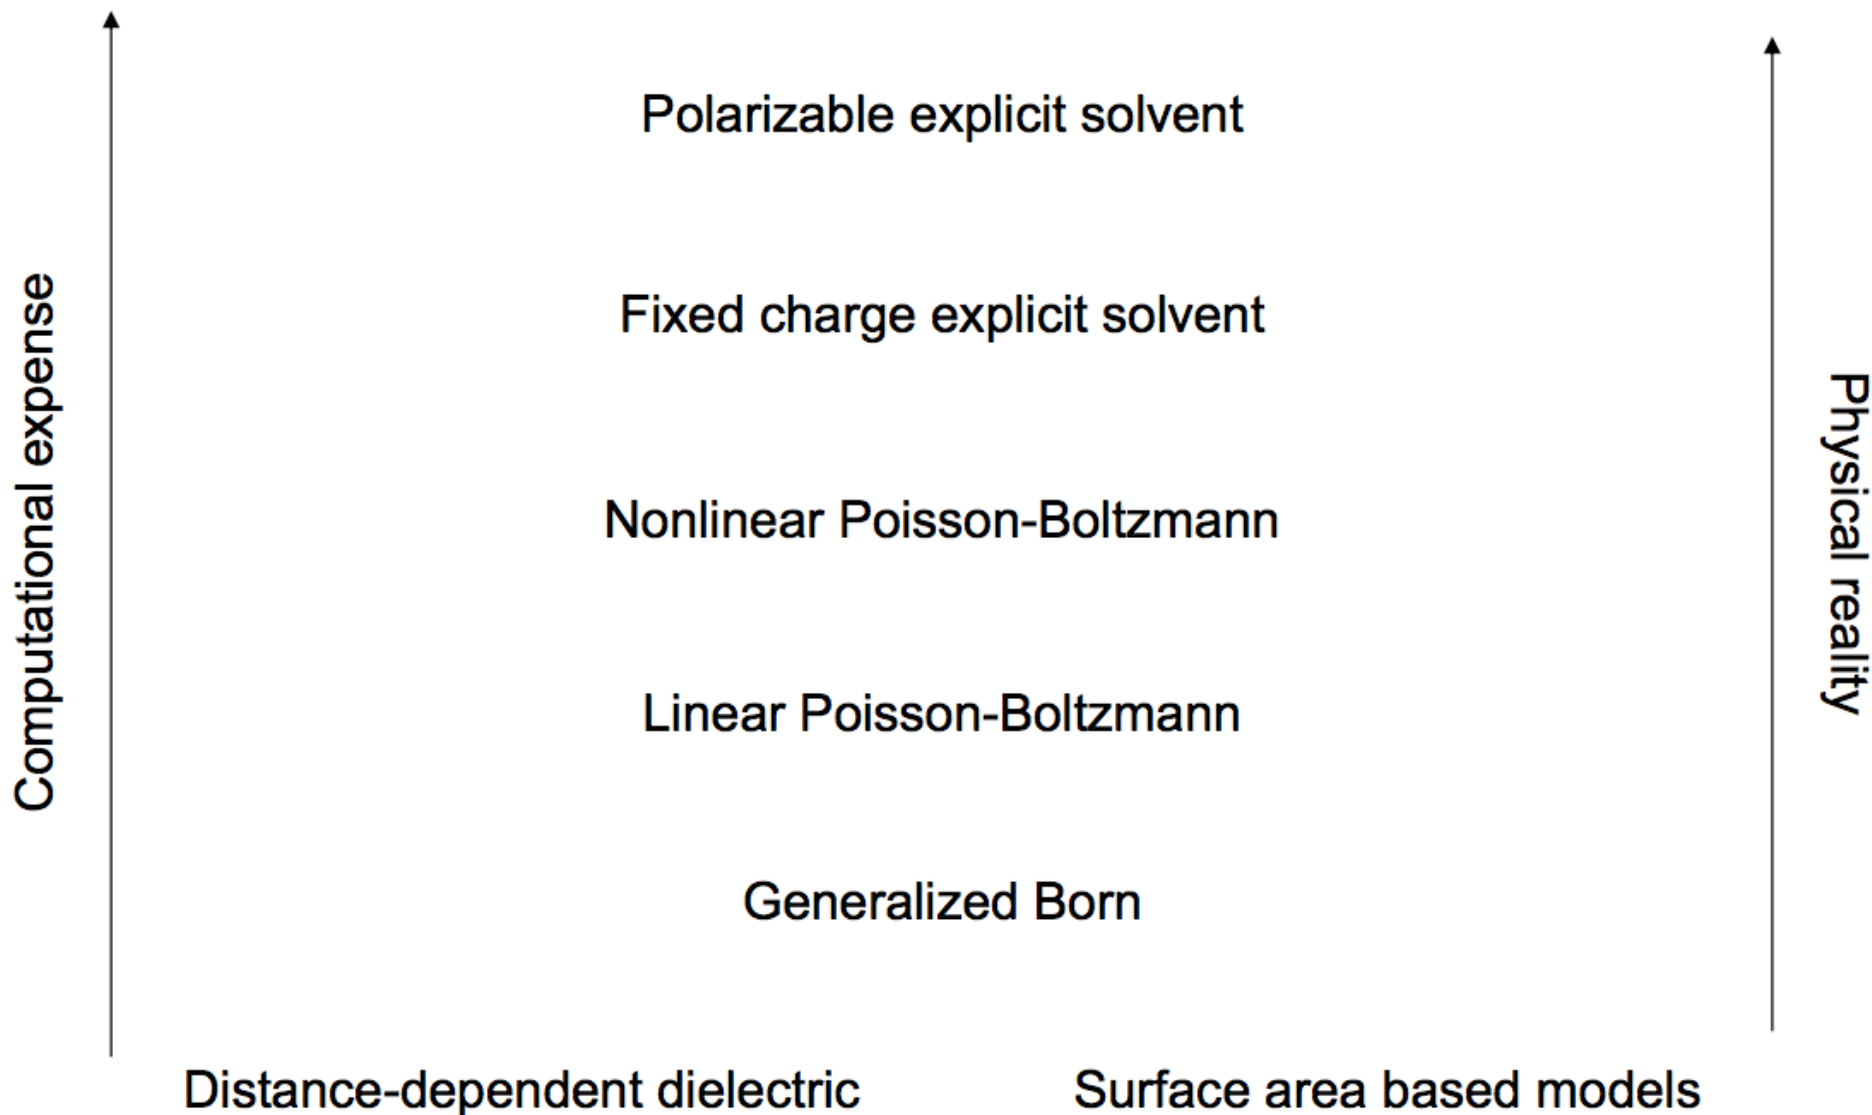 Polarizable explicit solvent
Fixed charge explicit solvent
Nonlinear Poisson-Boltzmann
Linear Poisson-Boltzmann
Generalized Born
Distance-dependent dielectric
Surface area based models
Computational expense
Physical reality